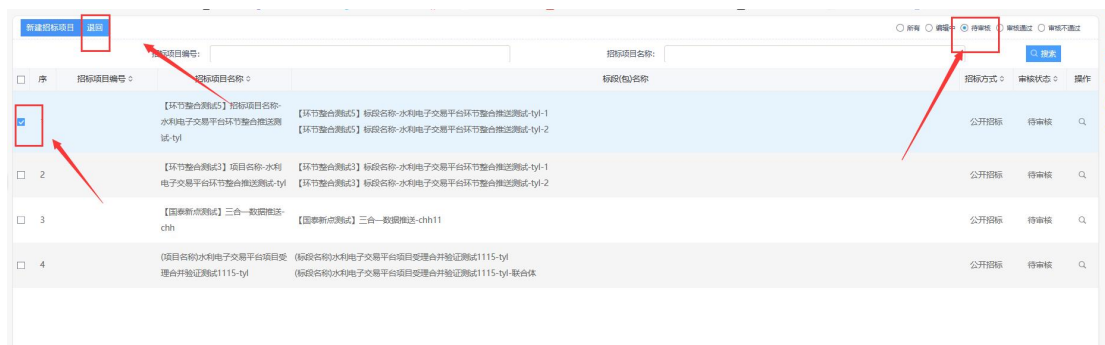 新建招标项目 退回
所有 编辑中 待审核 审核通过 审核不通过
招标项目编号: 招标项目名称: 搜索
序 招标项目编号 招标项目名称 标段(包)名称 招标方式 审核状态 操作
【环节整合测试5】招标项目名称-
水利电子交易平台环节整合推送测
试-tyl
【环节整合测试5】标段名称-水利电子交易平台环节整合推送测试-tyl-1
【环节整合测试5】标段名称-水利电子交易平台环节整合推送测试-tyl-2
公开招标 待审核
2
【环节整合测试3】项目名称-水利
电子交易平台环节整合推送测试-tyl
【环节整合测试3】标段名称-水利电子交易平台环节整合推送测试-tyl-1
【环节整合测试3】标段名称-水利电子交易平台环节整合推送测试-tyl-2
公开招标 待审核
3
【国泰新点测试】三合一数据推送-
chh
【国泰新点测试】三合一数据推送-chh11
公开招标 待审核
4
(项目名称)水利电子交易平台项目受
理合并验证测试1115-tyl
(标段名称)水利电子交易平台项目受理合并验证测试1115-tyl
(标段名称)水利电子交易平台项目受理合并验证测试1115-tyl-联合体
公开招标 待审核